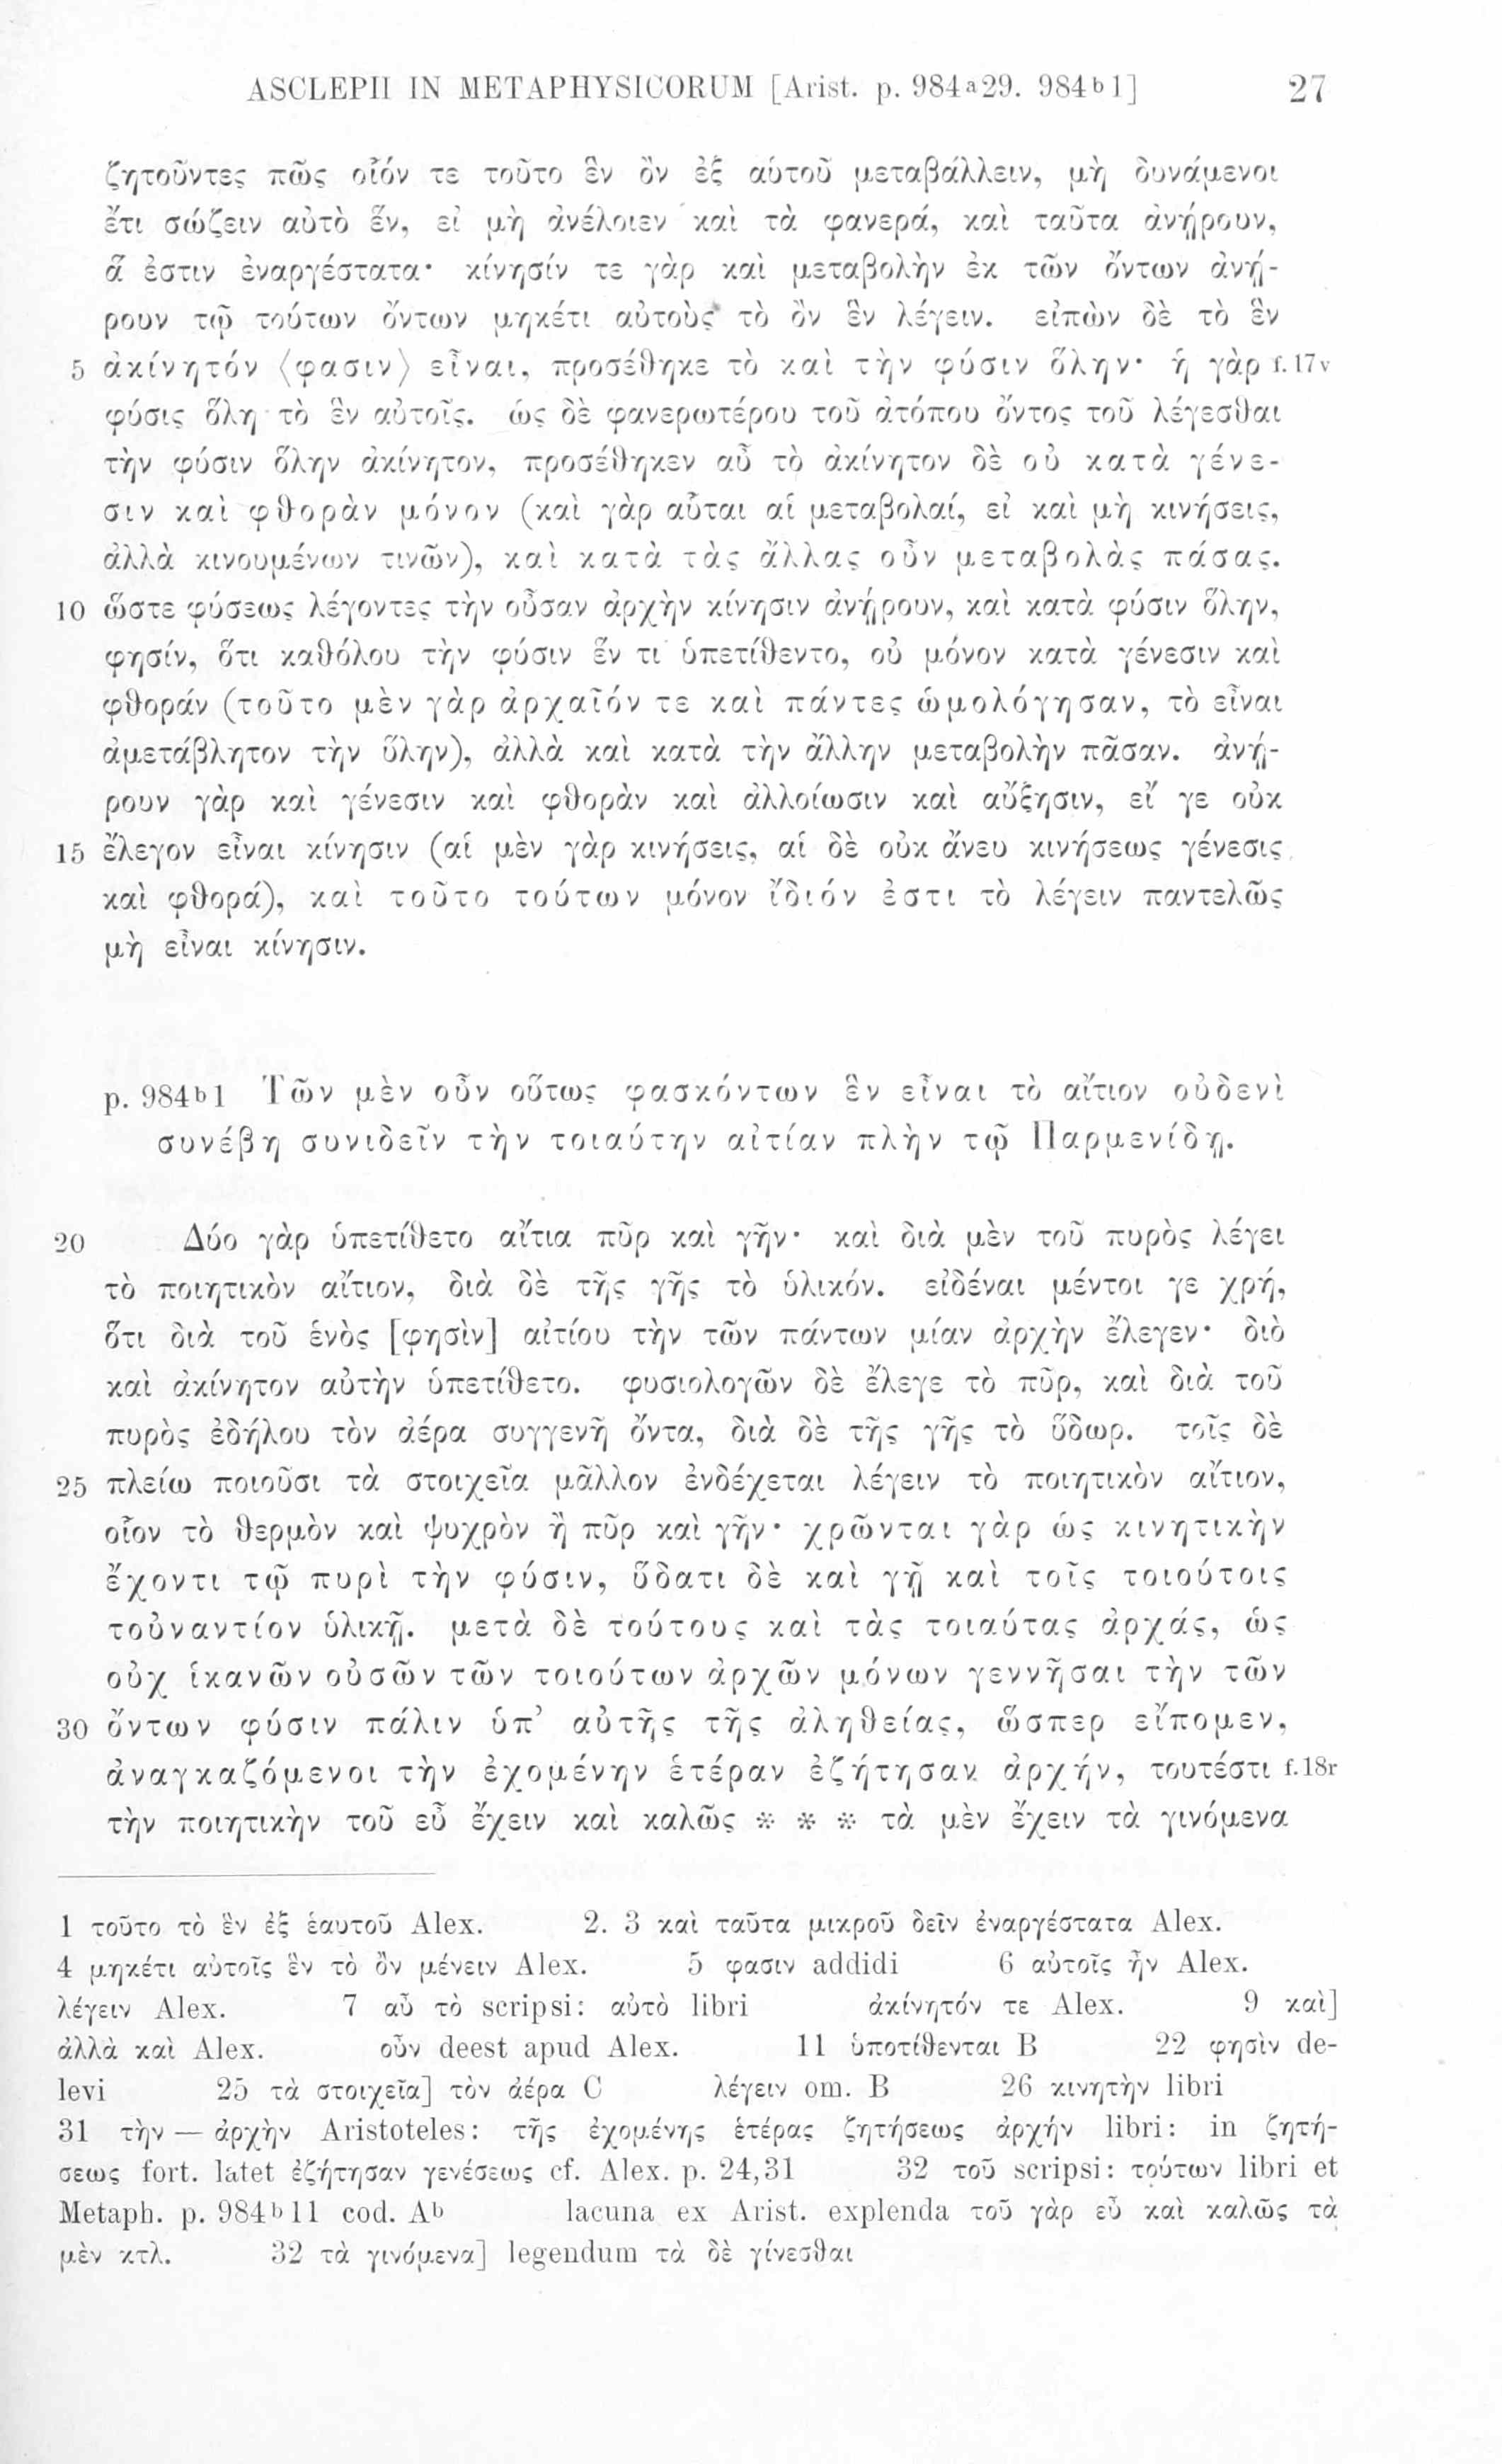 ASCLEPII IN METAPHYSICORUM [Arist. p. 984a29. 984b1] 27
ζητοῦντες πῶς οἷόν τε τοῦτο ἓν ὂν ἐξ αὑτοῦ μεταβάλλειν, μὴ δυνάμενοι
ἔτι σώζειν αὐτὸ ἕν, εἰ μὴ ἀνέλοιεν καὶ τὰ φανερά, καὶ ταῦτα ἀνῄρουν,
ἅ ἐστιν ἐναργέστατα· κίνησίν τε γὰρ καὶ μεταβολὴν ἐκ τῶν ὄντων ἀνῄ-
ρουν τῷ τούτων ὄντων μηκέτι αὐτοὺς τὸ ὂν ἓν λέγειν. εἰπὼν δὲ τὸ ἓν
5 ἀκίνητόν ⟨φασιν⟩ εἶναι, προσέθηκε τὸ καὶ τὴν φύσιν ὅλην· ἡ γὰρ f.17v
φύσις ὅλη τὸ ἓν αὐτοῖς. ὡς δὲ φανερωτέρου τοῦ ἀτόπου ὄντος τοῦ λέγεσθαι
τὴν φύσιν ὅλην ἀκίνητον, προσέθηκεν αὖ τὸ ἀκίνητον δὲ οὐ κατὰ γένε-
σιν καὶ φθορὰν μόνον (καὶ γὰρ αὗται αἱ μεταβολαί, εἰ καὶ μὴ κινήσεις,
ἀλλὰ κινουμένων τινῶν), καὶ κατὰ τὰς ἄλλας οὖν μεταβολὰς πάσας.
10 ὥστε φύσεως λέγοντες τὴν οὖσαν ἀρχὴν κίνησιν ἀνῄρουν, καὶ κατὰ φύσιν ὅλην,
φησίν, ὅτι καθόλου τὴν φύσιν ἕν τι ὑπετίθεντο, οὐ μόνον κατὰ γένεσιν καὶ
φθοράν (τοῦτο μὲν γὰρ ἀρχαῖόν τε καὶ πάντες ὡμολόγησαν, τὸ εἶναι
ἀμετάβλητον τὴν ὕλην), ἀλλὰ καὶ κατὰ τὴν ἄλλην μεταβολὴν πᾶσαν. ἀνῄ-
ρουν γὰρ καὶ γένεσιν καὶ φθορὰν καὶ ἀλλοίωσιν καὶ αὔξησιν, εἴ γε οὐκ
15 ἔλεγον εἶναι κίνησιν (αἱ μὲν γὰρ κινήσεις, αἱ δὲ οὐκ ἄνευ κινήσεως γένεσις
καὶ φθορά), καὶ τοῦτο τούτων μόνον ἴδιόν ἐστι τὸ λέγειν παντελῶς
μὴ εἶναι κίνησιν.
p. 984b1 Τῶν μὲν οὖν οὕτως φασκόντων ἓν εἶναι τὸ αἴτιον οὐδενὶ
συνέβη συνιδεῖν τὴν τοιαύτην αἰτίαν πλὴν τῷ Παρμενίδῃ.
20 Δύο γὰρ ὑπετίθετο αἴτια πῦρ καὶ γῆν· καὶ διὰ μὲν τοῦ πυρὸς λέγει
τὸ ποιητικὸν αἴτιον, διὰ δὲ τῆς γῆς τὸ ὑλικόν. εἰδέναι μέντοι γε χρή,
ὅτι διὰ τοῦ ἑνὸς [φησὶν] αἰτίου τὴν τῶν πάντων μίαν ἀρχὴν ἔλεγεν· διὸ
καὶ ἀκίνητον αὐτὴν ὑπετίθετο. φυσιολογῶν δὲ ἔλεγε τὸ πῦρ, καὶ διὰ τοῦ
πυρὸς ἐδήλου τὸν ἀέρα συγγενῆ ὄντα, διὰ δὲ τῆς γῆς τὸ ὕδωρ. τοῖς δὲ
25 πλείω ποιοῦσι τὰ στοιχεῖα μᾶλλον ἐνδέχεται λέγειν τὸ ποιητικὸν αἴτιον,
οἷον τὸ θερμὸν καὶ ψυχρὸν ἢ πῦρ καὶ γῆν· χρῶνται γὰρ ὡς κινητικὴν
ἔχοντι τῷ πυρὶ τὴν φύσιν, ὕδατι δὲ καὶ γῇ καὶ τοῖς τοιούτοις
τοὐναντίον ὑλικῇ. μετὰ δὲ τούτους καὶ τὰς τοιαύτας ἀρχάς, ὡς
οὐχ ἱκανῶν οὐσῶν τῶν τοιούτων ἀρχῶν μόνων γεννῆσαι τὴν τῶν
30 ὄντων φύσιν πάλιν ὑπ’ αὐτῆς τῆς ἀληθείας, ὥσπερ εἴπομεν,
ἀναγκαζόμενοι τὴν ἐχομένην ἑτέραν ἐζήτησαν ἀρχήν, τουτέστι f.18r
τὴν ποιητικὴν τοῦ εὖ ἔχειν καὶ καλῶς * * * τὰ μὲν ἔχειν τὰ γινόμενα
1 τοῦτο τὸ ἓν ἐξ ἑαυτοῦ Alex. 2. 3 καὶ ταῦτα μικροῦ δεῖν ἐναργέστατα Alex.
4 μηκέτι αὐτοῖς ἓν τὸ ὂν μένειν Alex. 5 φασιν addidi 6 αὐτοῖς ἦν Alex.
λέγειν Alex. 7 αὖ τὸ scripsi: αὐτὸ libri ἀκίνητόν τε Alex. 9 καὶ]
ἀλλὰ καὶ Alex. οὖν deest apud Alex. 11 ὑποτίθενται B 22 φησὶν de-
levi 25 τὰ στοιχεῖα] τὸν ἀέρα C λέγειν om. B 26 κινητὴν libri
31 τὴν — ἀρχὴν Aristoteles: τῆς ἐχομένης ἑτέρας ζητήσεως ἀρχήν libri: in ζητή-
σεως fort. latet ἐζήτησαν γενέσεως cf. Alex. p. 24,31 32 τοῦ scripsi: τούτων libri et
Metaph. p. 984b11 cod. Ab lacuna ex Arist. explenda τοῦ γὰρ εὖ καὶ καλῶς τὰ
μὲν κτλ. 32 τὰ γινόμενα] legendum τὰ δὲ γίνεσθαι